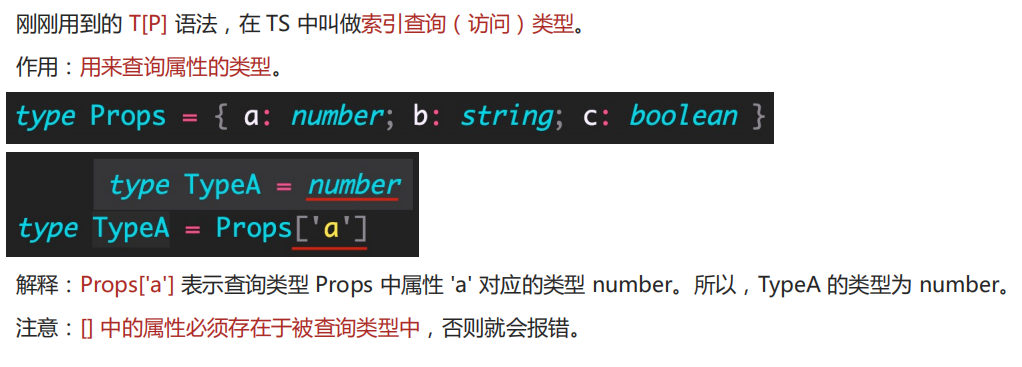 刚刚用到的 T[P] 语法，在 TS 中叫做索引查询（访问）类型。
作用：用来查询属性的类型。
type Props = { a: number; b: string; c: boolean }
type TypeA = number
type TypeA = Props['a']
解释：Props['a'] 表示查询类型 Props 中属性 'a' 对应的类型 number。所以，TypeA 的类型为 number。
注意：[] 中的属性必须存在于被查询类型中，否则就会报错。